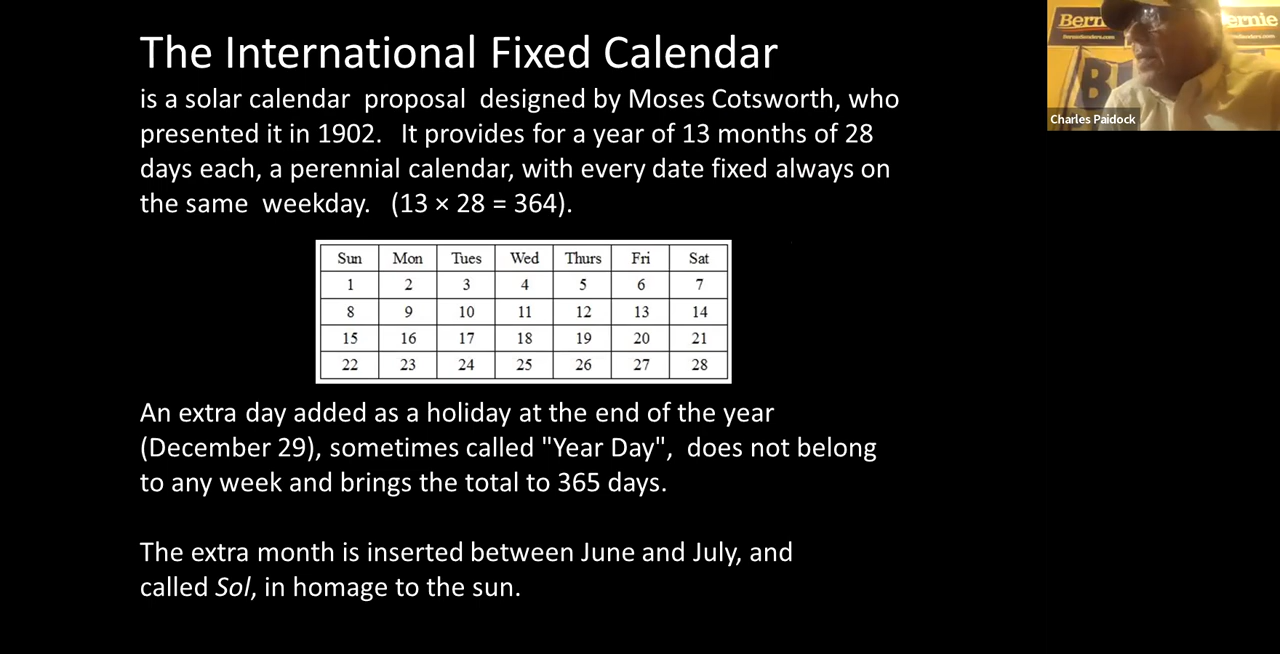 The International Fixed Calendar
is a solar calendar proposal designed by Moses Cotsworth, who
presented it in 1902. It provides for a year of 13 months of 28
days each, a perennial calendar, with every date fixed always on
the same weekday. (13 × 28 = 364).
Sun Mon Tues Wed Thurs Fri Sat
1 2 3 4 5 6 7
8 9 10 11 12 13 14
15 16 17 18 19 20 21
22 23 24 25 26 27 28
An extra day added as a holiday at the end of the year
(December 29), sometimes called "Year Day", does not belong
to any week and brings the total to 365 days.
The extra month is inserted between June and July, and
called Sol, in homage to the sun.
Bern
ernie
Charles Paidock